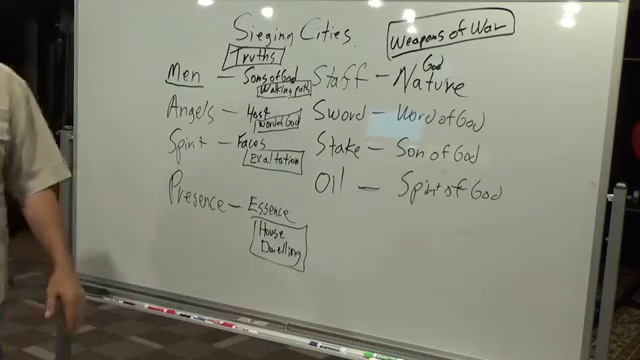 Sieging Cities
Truths
Men - Sons of God
Walking paths
Angels - Host
Word of God
Spirit - Faces
Exaltation
Presence - Essence
House
Dwelling
Weapons of War
God
Staff - Nature
Sword - Word of God
Stake - Son of God
Oil - Spirit of God